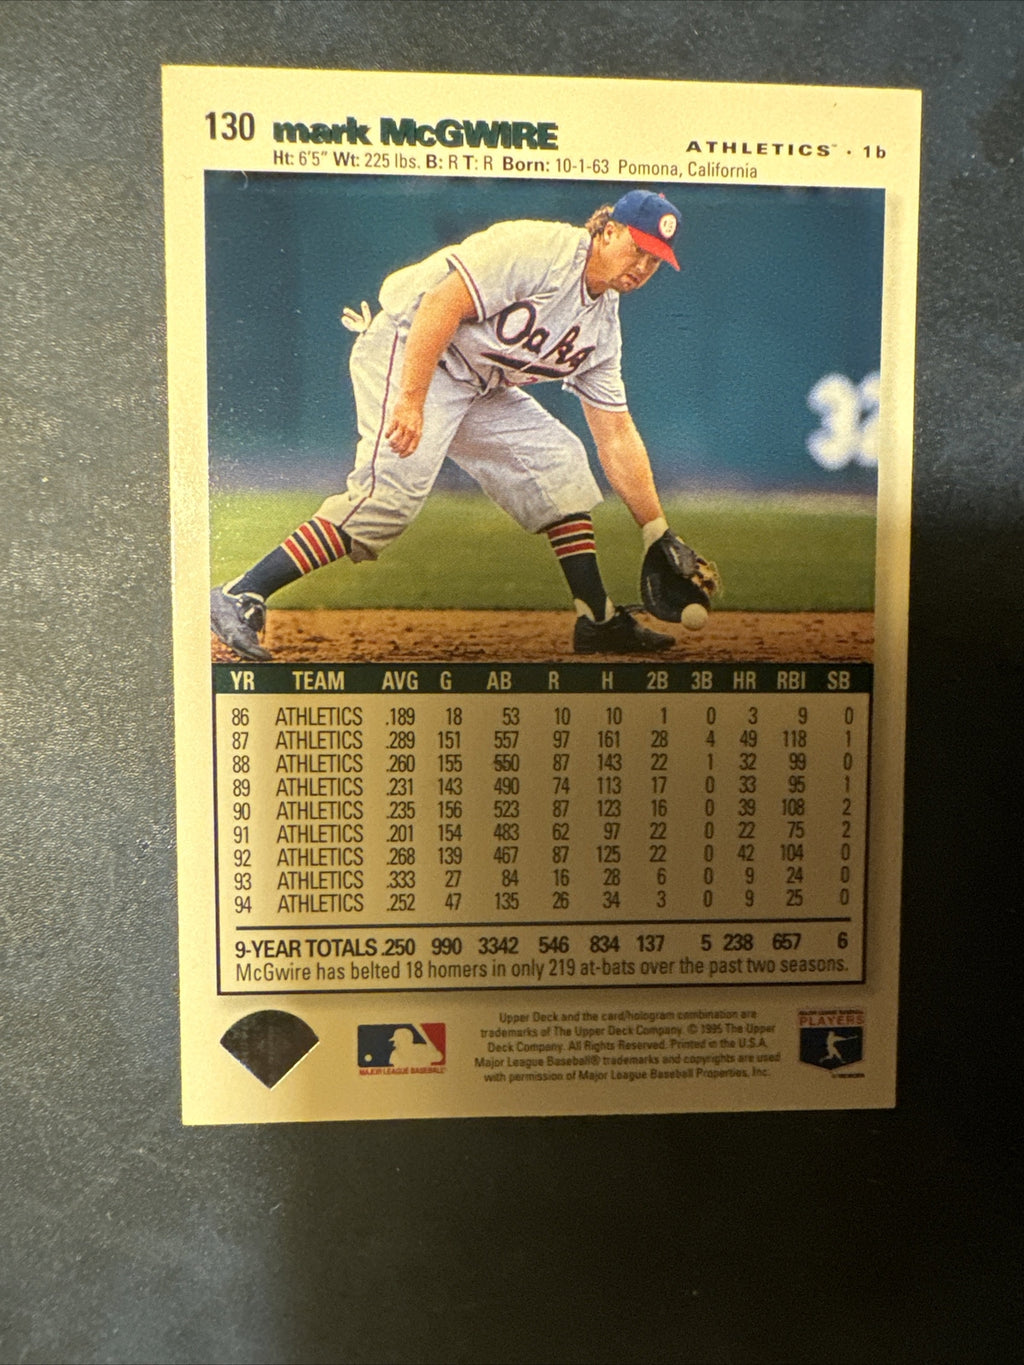 130 mark McGWIRE
ATHLETICS™ · 1b
Ht: 6'5" Wt: 225 lbs. B: R T: R Born: 10-1-63 Pomona, California
Oaks
32
YR TEAM AVG G AB R H 2B 3B HR RBI SB
86 ATHLETICS .189 18 53 10 10 1 0 3 9 0
87 ATHLETICS .289 151 557 97 161 28 4 49 118 1
88 ATHLETICS .260 155 550 87 143 22 1 32 99 0
89 ATHLETICS .231 143 490 74 113 17 0 33 95 1
90 ATHLETICS .235 156 523 87 123 16 0 39 108 2
91 ATHLETICS .201 154 483 62 97 22 0 22 75 2
92 ATHLETICS .268 139 467 87 125 22 0 42 104 0
93 ATHLETICS .333 27 84 16 28 6 0 9 24 0
94 ATHLETICS .252 47 135 26 34 3 0 9 25 0
9-YEAR TOTALS .250 990 3342 546 834 137 5 238 657 6
McGwire has belted 18 homers in only 219 at-bats over the past two seasons.
MAJOR LEAGUE BASEBALL
Upper Deck and the card/hologram combination are
trademarks of The Upper Deck Company. © 1995 The Upper
Deck Company. All Rights Reserved. Printed in the U.S.A.
Major League Baseball® trademarks and copyrights are used
with permission of Major League Baseball Properties, Inc.
MAJOR LEAGUE BASEBALL
PLAYERS